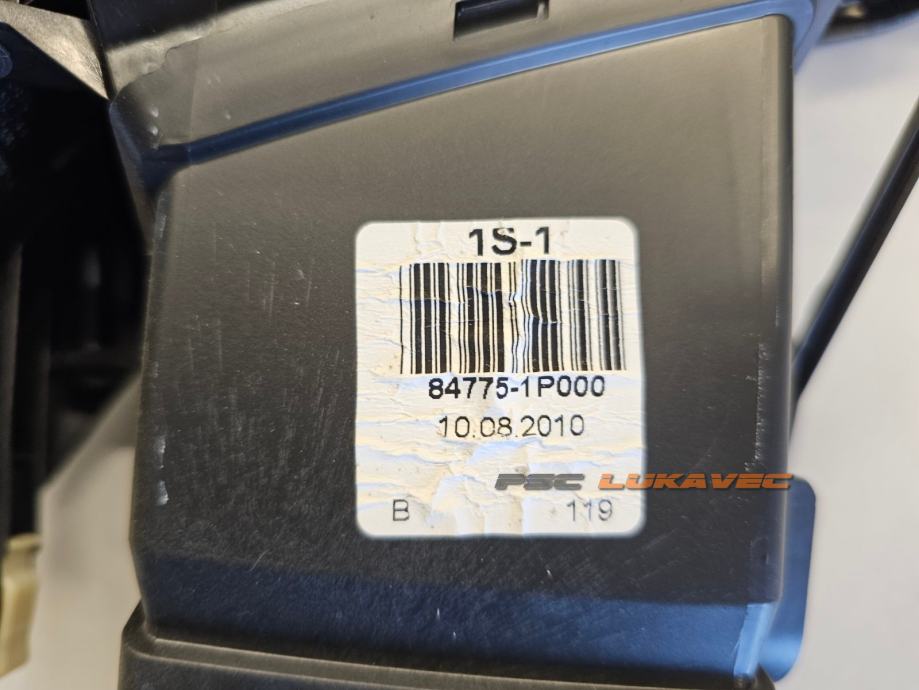 1S-1
84775-1P000
10.08.2010
PSC LUKAVEC
B 119